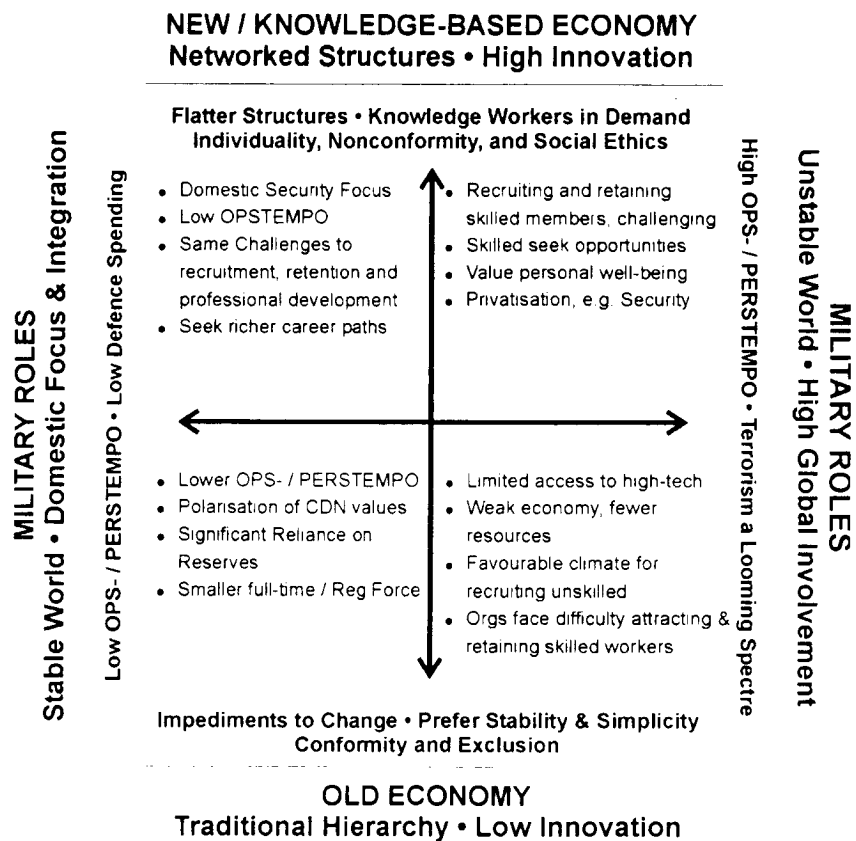 NEW / KNOWLEDGE-BASED ECONOMY
Networked Structures • High Innovation
Flatter Structures • Knowledge Workers in Demand
Individuality, Nonconformity, and Social Ethics
MILITARY ROLES
Stable World • Domestic Focus & Integration
Low OPS- / PERSTEMPO • Low Defence Spending
• Domestic Security Focus
• Low OPSTEMPO
• Same Challenges to
recruitment, retention and
professional development
• Seek richer career paths
• Recruiting and retaining
skilled members, challenging
• Skilled seek opportunities
• Value personal well-being
• Privatisation, e.g. Security
• Lower OPS- / PERSTEMPO
• Polarisation of CDN values
• Significant Reliance on
Reserves
• Smaller full-time / Reg Force
• Limited access to high-tech
• Weak economy, fewer
resources
• Favourable climate for
recruiting unskilled
• Orgs face difficulty attracting &
retaining skilled workers
High OPS- / PERSTEMPO • Terrorism a Looming Spectre
Unstable World • High Global Involvement
MILITARY ROLES
Impediments to Change • Prefer Stability & Simplicity
Conformity and Exclusion
OLD ECONOMY
Traditional Hierarchy • Low Innovation